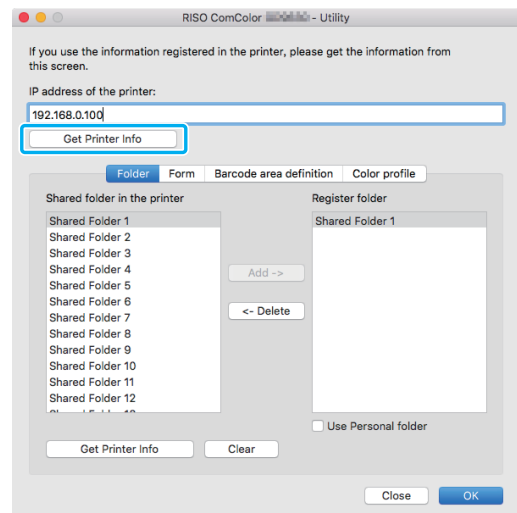 RISO ComColor - Utility
If you use the information registered in the printer, please get the information from
this screen.
IP address of the printer:
192.168.0.100
Get Printer Info
Folder Form Barcode area definition Color profile
Shared folder in the printer
Register folder
Shared Folder 1
Shared Folder 2
Shared Folder 3
Shared Folder 4
Shared Folder 5
Shared Folder 6
Shared Folder 7
Shared Folder 8
Shared Folder 9
Shared Folder 10
Shared Folder 11
Shared Folder 12
Add ->
<- Delete
Shared Folder 1
Use Personal folder
Get Printer Info
Clear
Close
OK